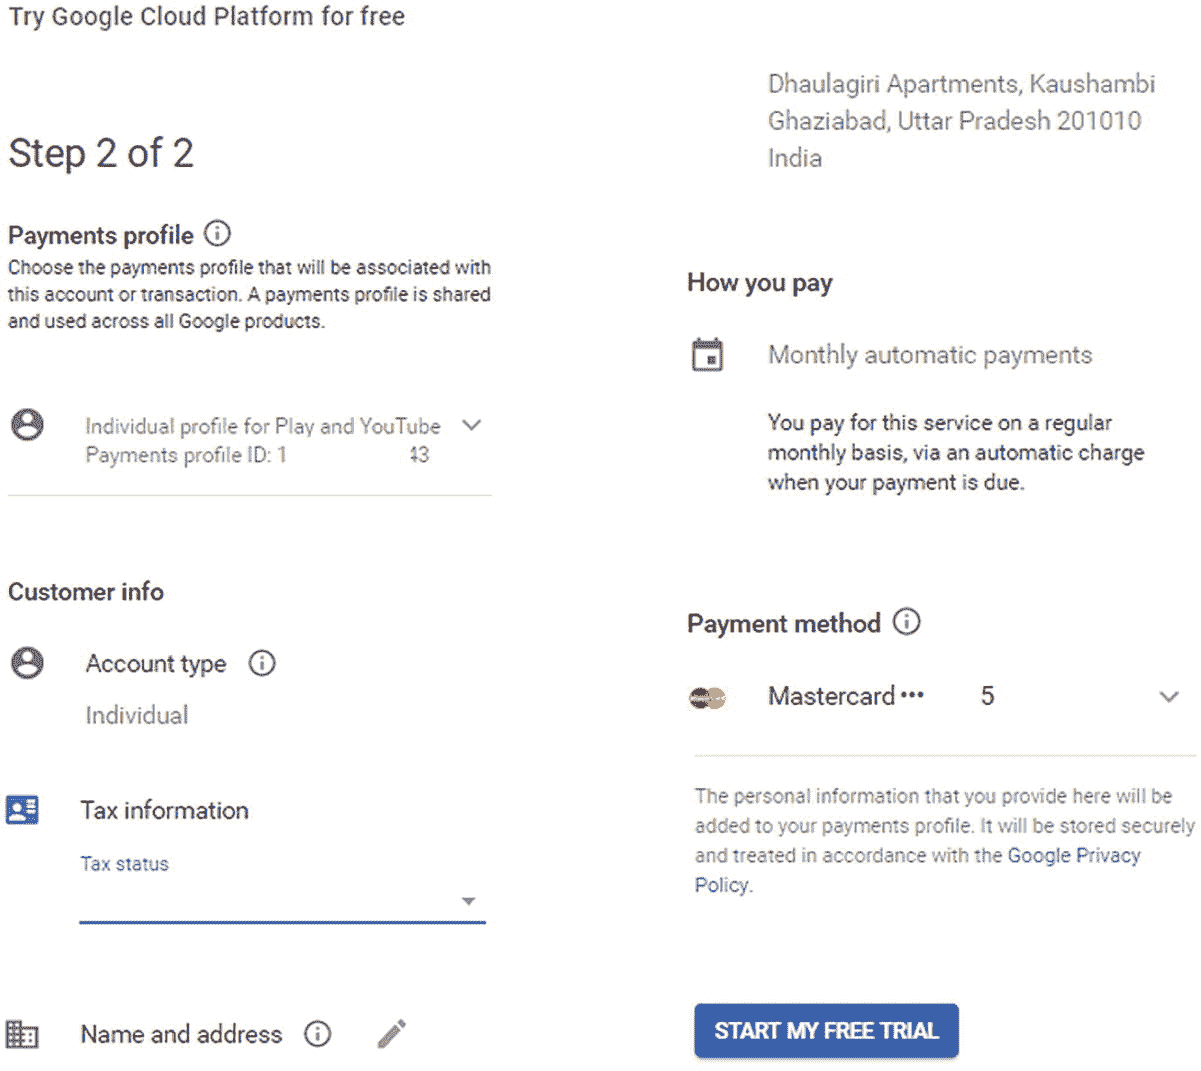 Try Google Cloud Platform for free
Step 2 of 2
Payments profile
Choose the payments profile that will be associated with
this account or transaction. A payments profile is shared
and used across all Google products.
Individual profile for Play and YouTube
Payments profile ID: 1 43
Customer info
Account type
Individual
Tax information
Tax status
Name and address
Dhaulagiri Apartments, Kaushambi
Ghaziabad, Uttar Pradesh 201010
India
How you pay
Monthly automatic payments
You pay for this service on a regular
monthly basis, via an automatic charge
when your payment is due.
Payment method
Mastercard ••• 5
The personal information that you provide here will be
added to your payments profile. It will be stored securely
and treated in accordance with the Google Privacy
Policy.
START MY FREE TRIAL